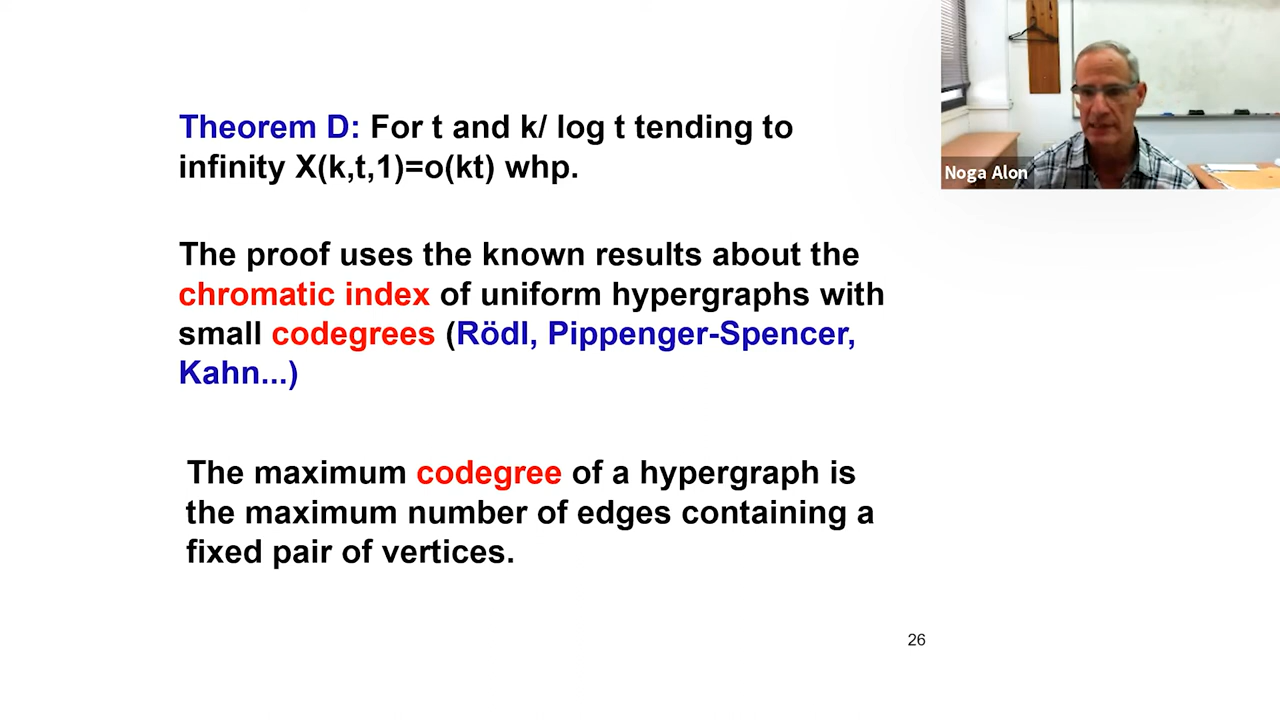 Theorem D: For t and k/ log t tending to
infinity X(k,t,1)=o(kt) whp.
The proof uses the known results about the
chromatic index of uniform hypergraphs with
small codegrees (Rödl, Pippenger-Spencer,
Kahn...)
The maximum codegree of a hypergraph is
the maximum number of edges containing a
fixed pair of vertices.
26
Noga Alon